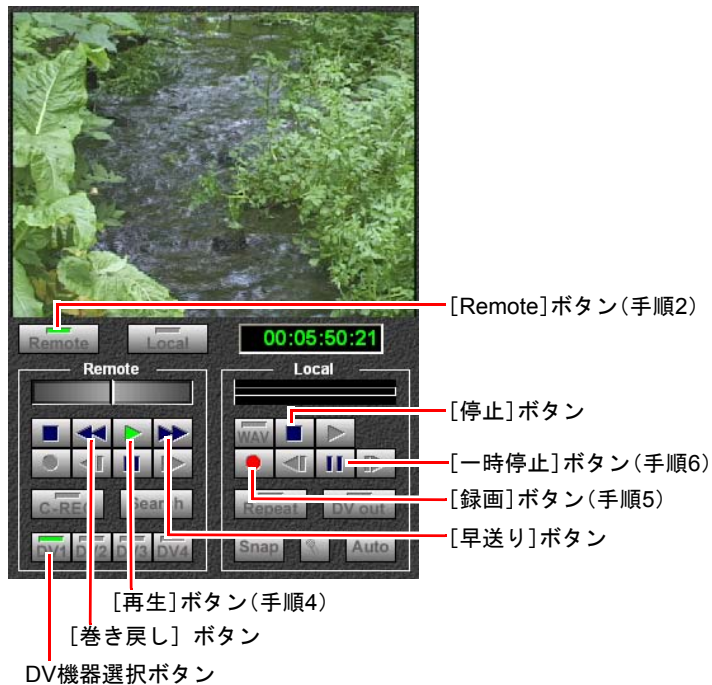 [Remote]ボタン(手順2)
Remote
Local
00:05:50:21
Remote
Local
[停止]ボタン
WAV
[一時停止]ボタン(手順6)
[録画]ボタン(手順5)
C-REC
Search
Repeat
DV out
[早送り]ボタン
DV1
DV2
DV3
DV4
Snap
Auto
[再生]ボタン(手順4)
[巻き戻し] ボタン
DV機器選択ボタン